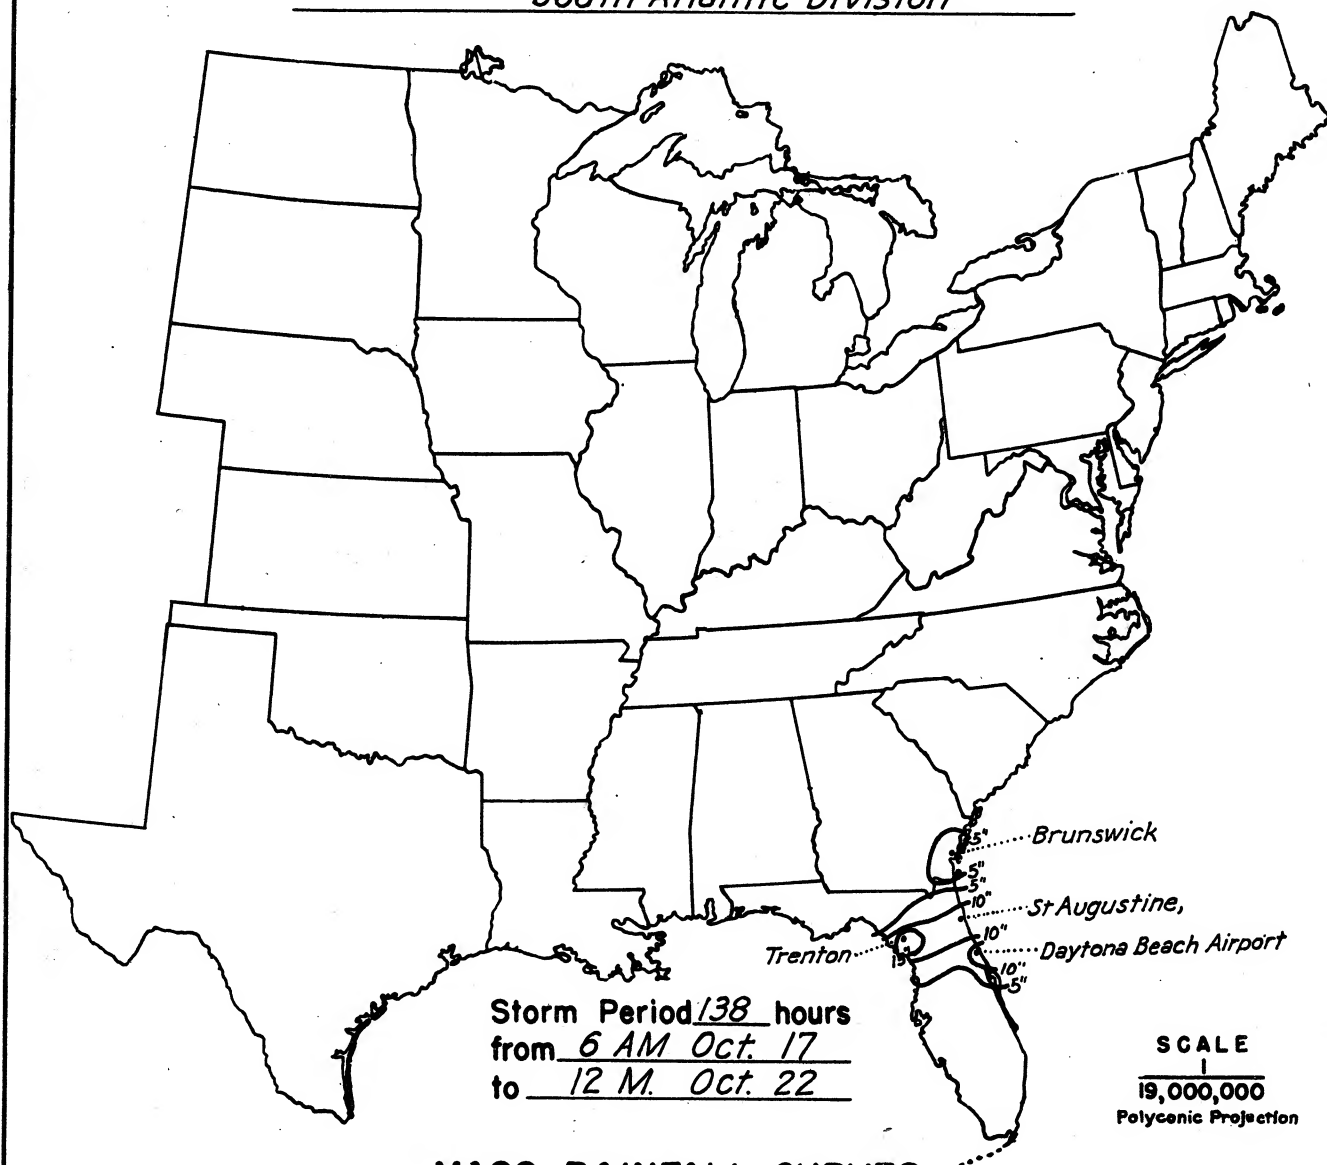 South Atlantic Division
5"
Brunswick
5"
5"
10"
St Augustine,
10"
Trenton
Daytona Beach Airport
15"
10"
5"
Storm Period 138 hours
from 6 AM Oct. 17
to 12 M. Oct. 22
SCALE
1
19,000,000
Polyconic Projection
MASS RAINFALL CURVES